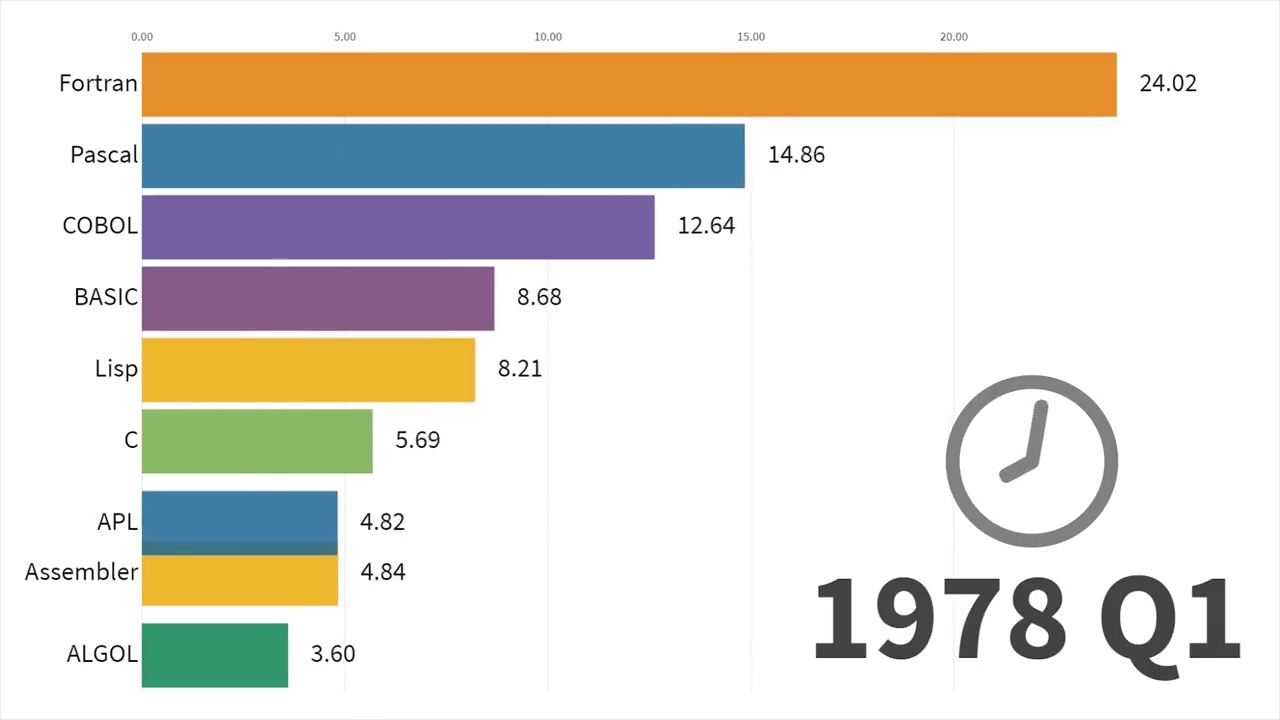 0.00 5.00 10.00 15.00 20.00
Fortran 24.02
Pascal 14.86
COBOL 12.64
BASIC 8.68
Lisp 8.21
C 5.69
APL 4.82
Assembler 4.84
ALGOL 3.60
1978 Q1